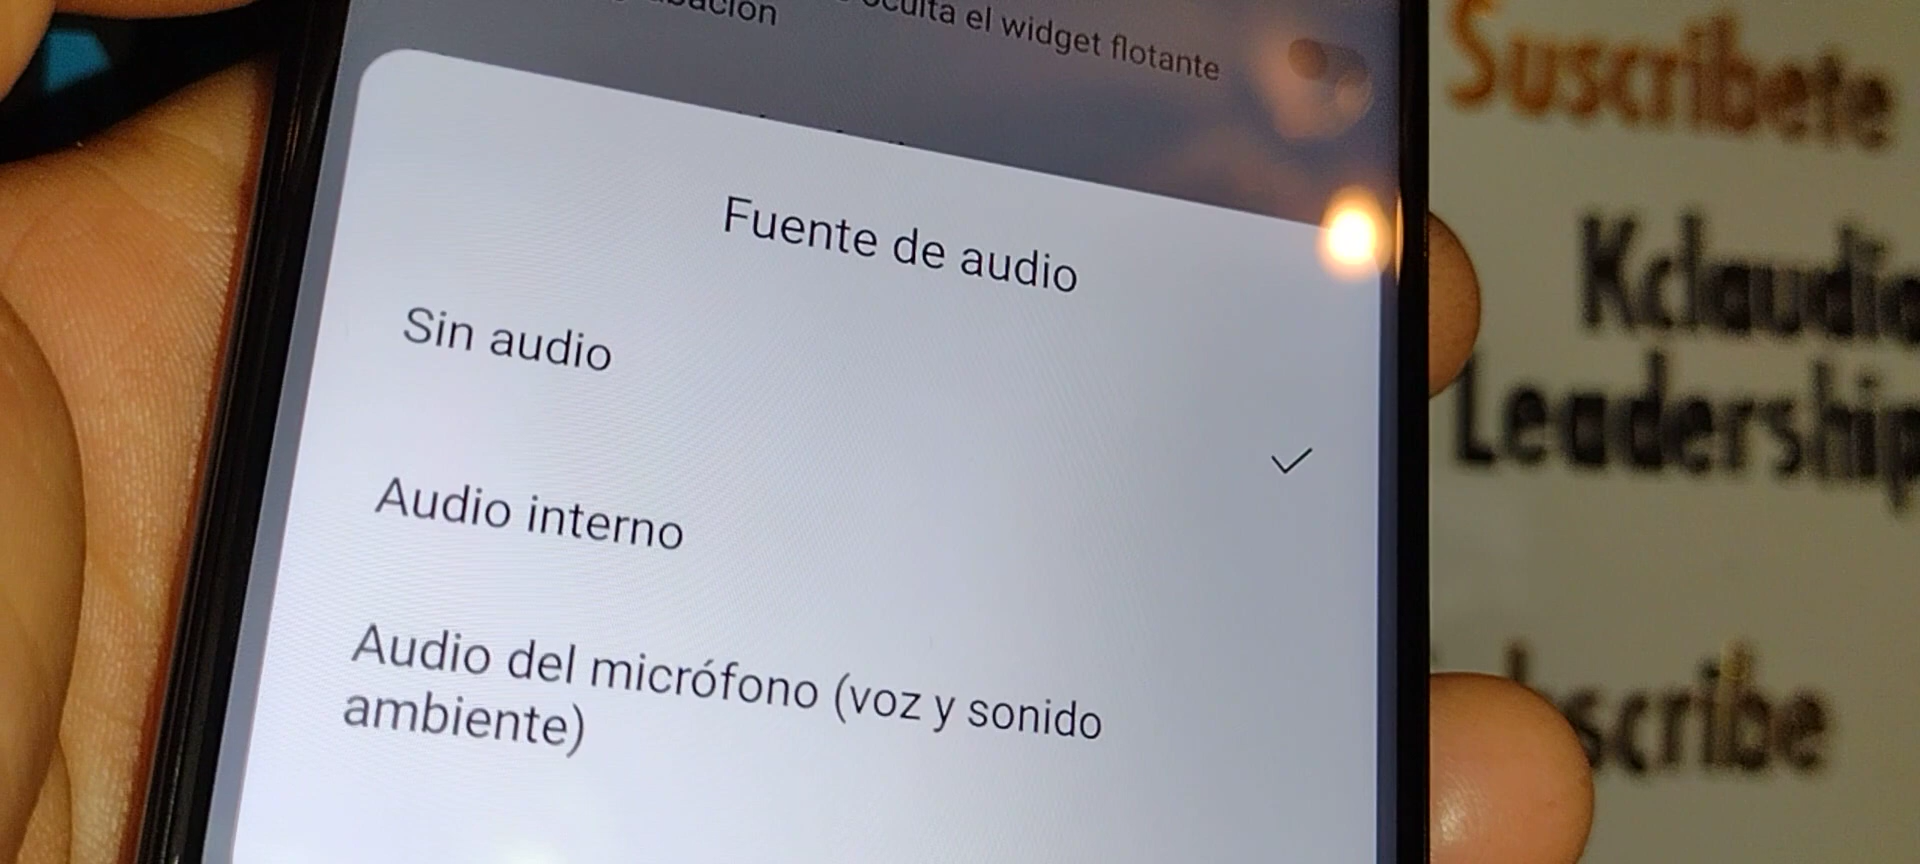 oculta el widget flotante
Fuente de audio
Sin audio
Audio interno
Audio del micrófono (voz y sonido
ambiente)
Suscribete
Kclaudio
Leadership